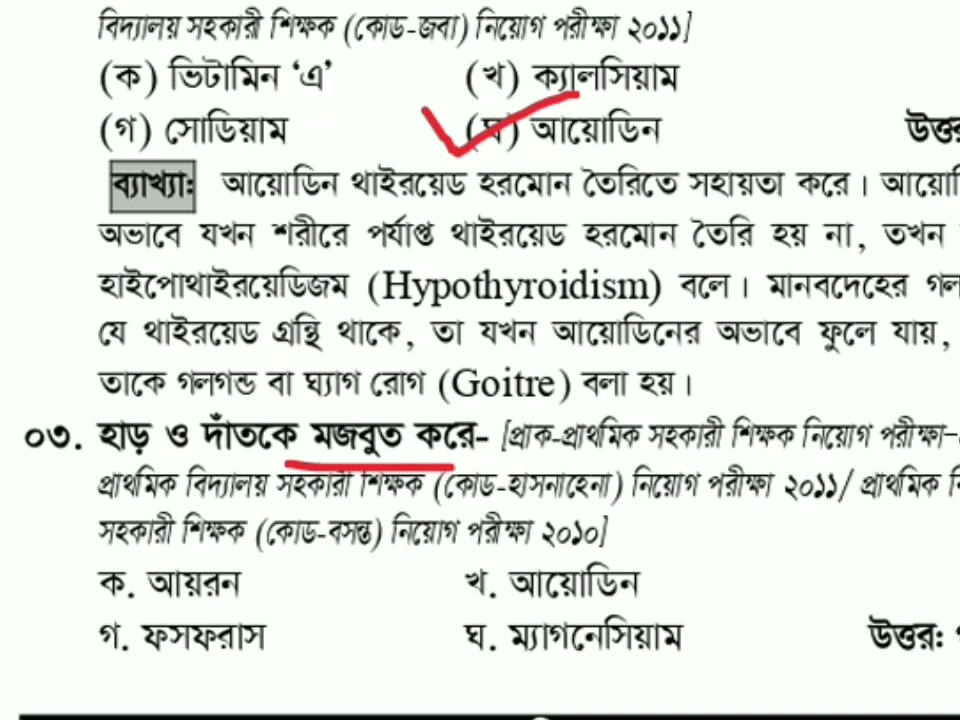 বিদ্যালয় সহকারী শিক্ষক (কোড-জবা) নিয়োগ পরীক্ষা ২০১১]
(ক) ভিটামিন ‘এ’ (খ) ক্যালসিয়াম
(গ) সোডিয়াম (ঘ) আয়োডিন
ব্যাখ্যা: আয়োডিন থাইরয়েড হরমোন তৈরিতে সহায়তা করে।
অভাবে যখন শরীরে পর্যাপ্ত থাইরয়েড হরমোন তৈরি হয় না, তখন
হাইপোথাইরয়েডিজম (Hypothyroidism) বলে। মানবদেহের
যে থাইরয়েড গ্রন্থি থাকে, তা যখন আয়োডিনের অভাবে ফুলে যায়,
তাকে গলগন্ড বা ঘ্যাগ রোগ (Goitre) বলা হয়।
০৩. হাড় ও দাঁতকে মজবুত করে- [প্রাক-প্রাথমিক সহকারী শিক্ষক নিয়োগ পরীক্ষা-
প্রাথমিক বিদ্যালয় সহকারী শিক্ষক (কোড-হাসনাহেনা) নিয়োগ পরীক্ষা ২০১১/ প্রাথমিক
সহকারী শিক্ষক (কোড-বসন্ত) নিয়োগ পরীক্ষা ২০১০]
ক. আয়রন খ. আয়োডিন
গ. ফসফরাস ঘ. ম্যাগনেসিয়াম উত্তর: